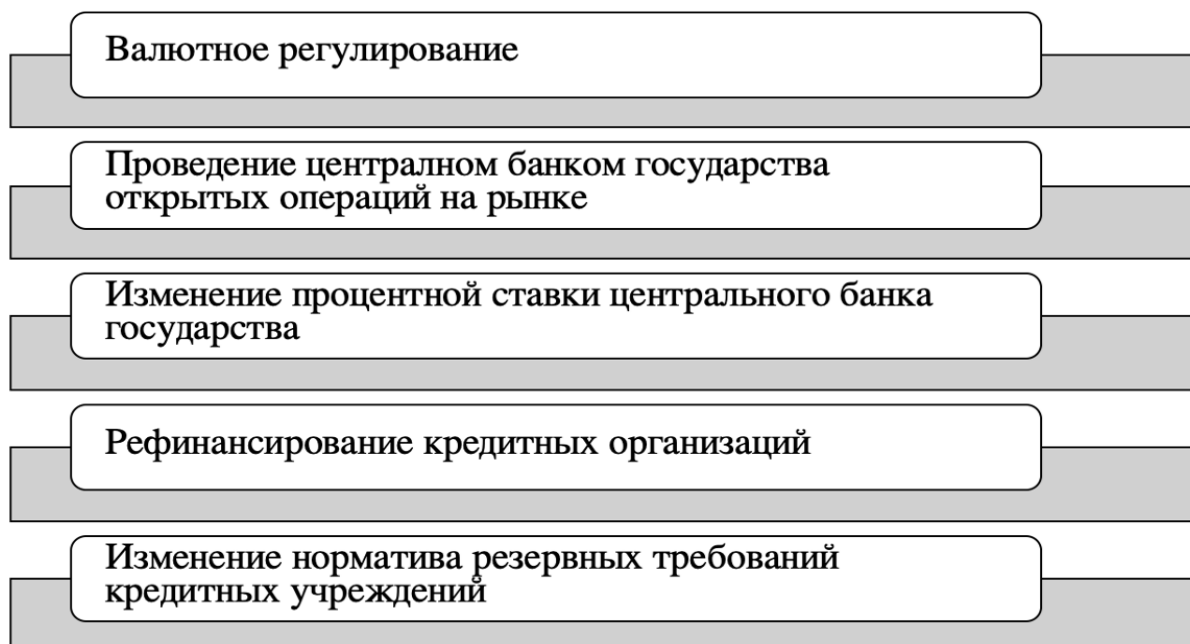 Валютное регулирование
Проведение централном банком государства
открытых операций на рынке
Изменение процентной ставки центрального банка
государства
Рефинансирование кредитных организаций
Изменение норматива резервных требований
кредитных учреждений